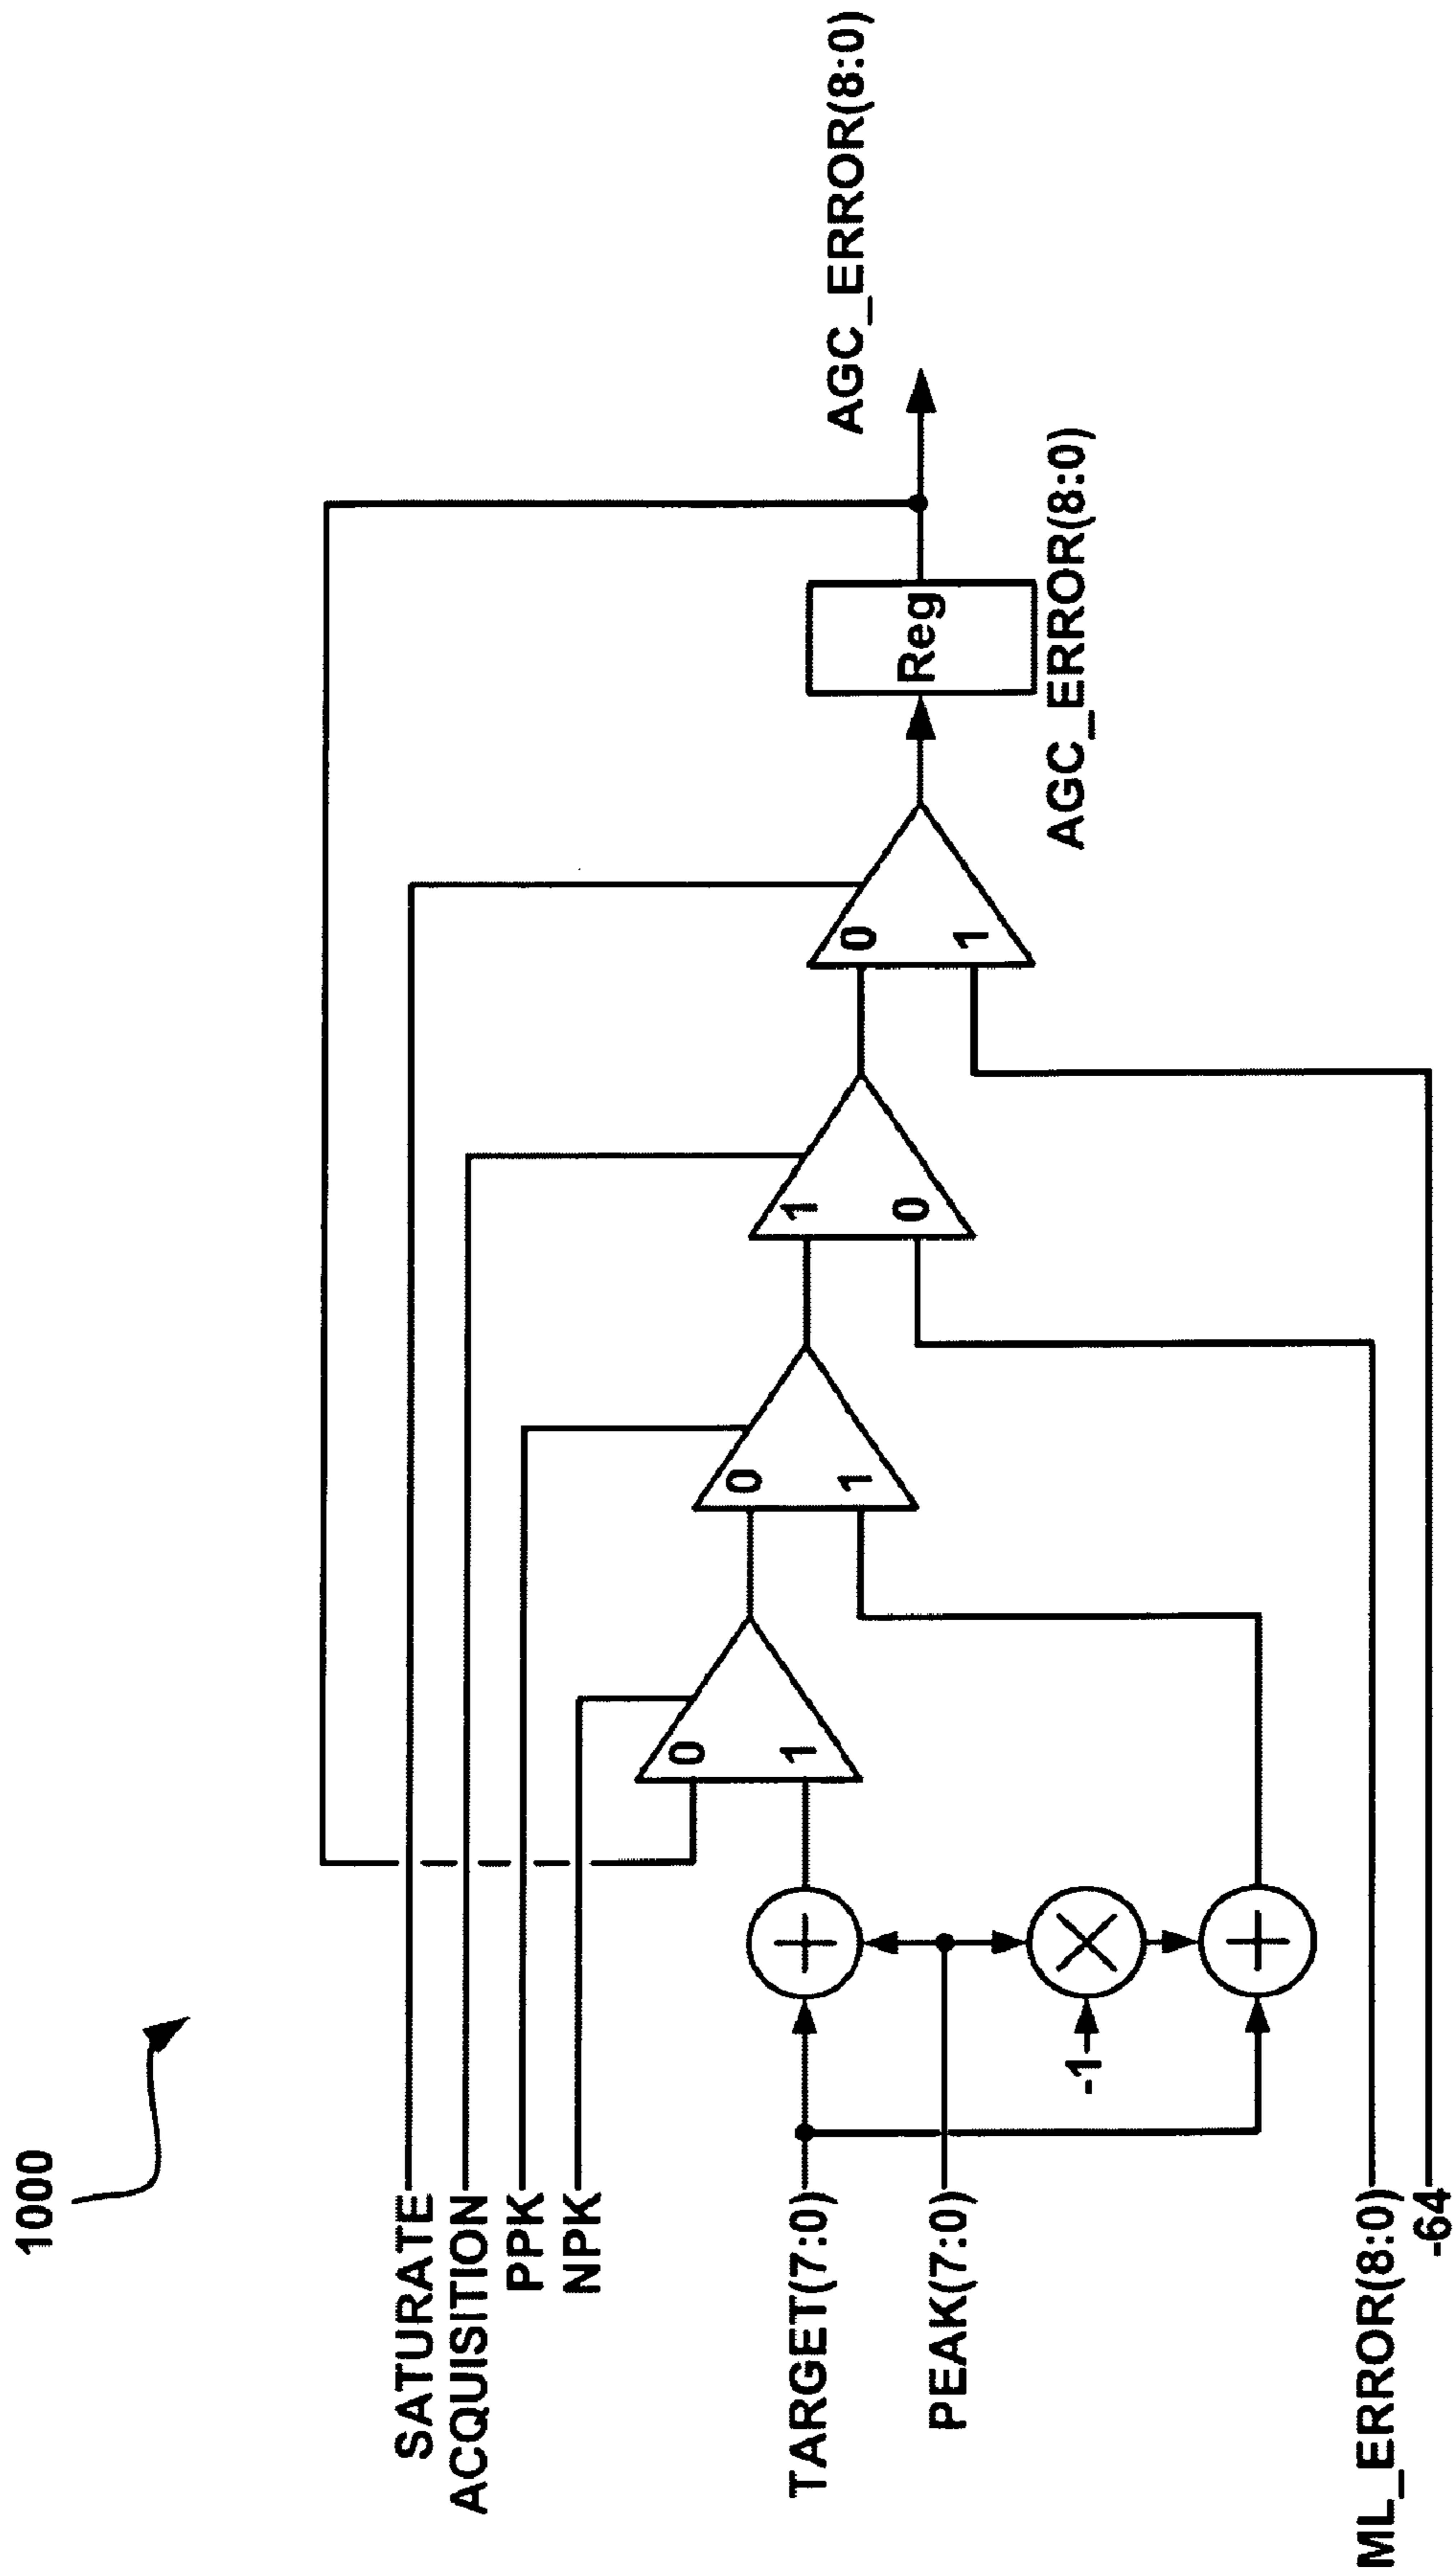 1000
SATURATE
ACQUISITION
PPK
NPK
TARGET(7:0)
PEAK(7:0)
-1
ML_ERROR(8:0)
-64
0
1
0
1
1
0
0
1
Reg
AGC_ERROR(8:0)
AGC_ERROR(8:0)